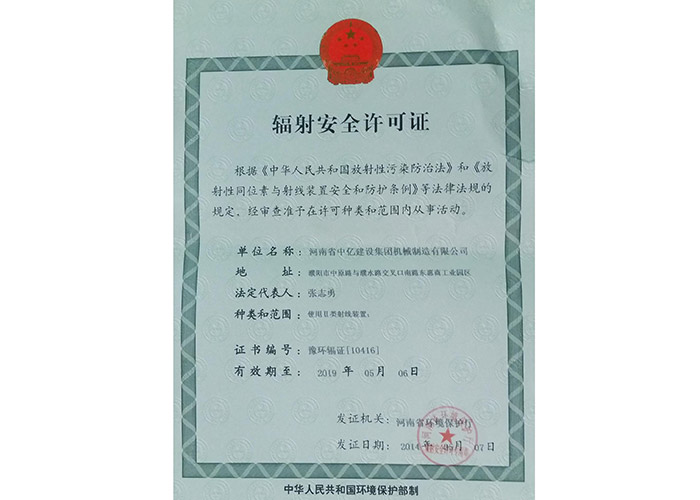 辐射安全许可证
根据《中华人民共和国放射性污染防治法》和《放
射性同位素与射线装置安全和防护条例》等法律法规的
规定，经审查准予在许可种类和范围内从事活动。
单位名称：河南省中亿建设集团机械制造有限公司
地 址：濮阳市中原路与濮水路交叉口南路东濮商工业园区
法定代表人：张志勇
种类和范围：使用Ⅱ类射线装置；
证书编号：豫环辐证[10416]
有效期至：2019 年 05 月 06 日
发证机关：河南省环境保护厅
发证日期：2014 年 05 月 07 日
中华人民共和国环境保护部制